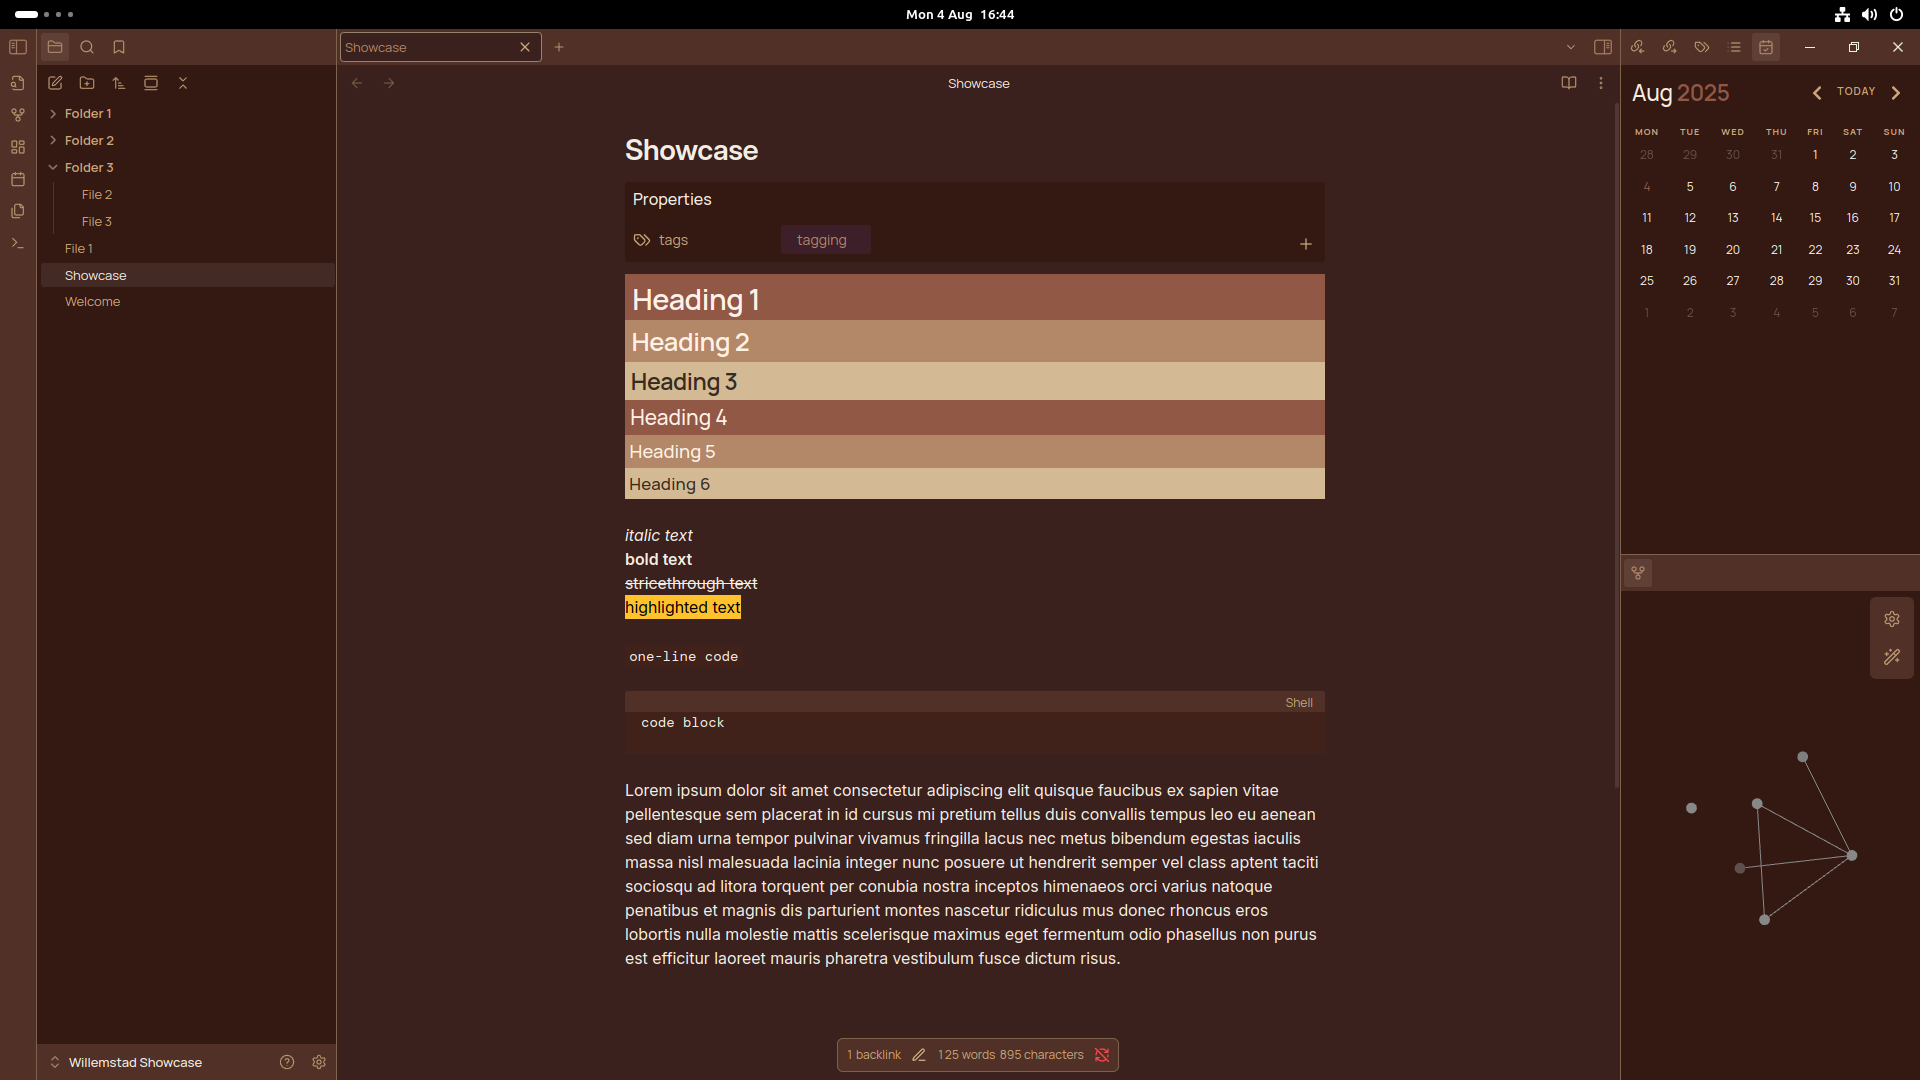 Mon 4 Aug 16:44
Showcase
Showcase
Folder 1
Folder 2
Folder 3
File 2
File 3
File 1
Showcase
Welcome
Willemstad Showcase
Showcase
Properties
tags
tagging
Heading 1
Heading 2
Heading 3
Heading 4
Heading 5
Heading 6
italic text
bold text
stricethrough text
highlighted text
one-line code
Shell
code block
Lorem ipsum dolor sit amet consectetur adipiscing elit quisque faucibus ex sapien vitae
pellentesque sem placerat in id cursus mi pretium tellus duis convallis tempus leo eu aenean
sed diam urna tempor pulvinar vivamus fringilla lacus nec metus bibendum egestas iaculis
massa nisl malesuada lacinia integer nunc posuere ut hendrerit semper vel class aptent taciti
sociosqu ad litora torquent per conubia nostra inceptos himenaeos orci varius natoque
penatibus et magnis dis parturient montes nascetur ridiculus mus donec rhoncus eros
lobortis nulla molestie mattis scelerisque maximus eget fermentum odio phasellus non purus
est efficitur laoreet mauris pharetra vestibulum fusce dictum risus.
1 backlink 125 words 895 characters
Aug 2025
TODAY
MON TUE WED THU FRI SAT SUN
28 29 30 31 1 2 3
4 5 6 7 8 9 10
11 12 13 14 15 16 17
18 19 20 21 22 23 24
25 26 27 28 29 30 31
1 2 3 4 5 6 7